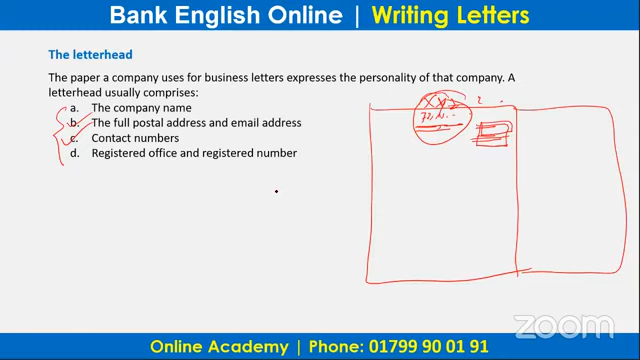 Bank English Online | Writing Letters
The letterhead
The paper a company uses for business letters expresses the personality of that company. A
letterhead usually comprises:
a. The company name
b. The full postal address and email address
c. Contact numbers
d. Registered office and registered number
zoom
Online Academy | Phone: 01799 90 01 91